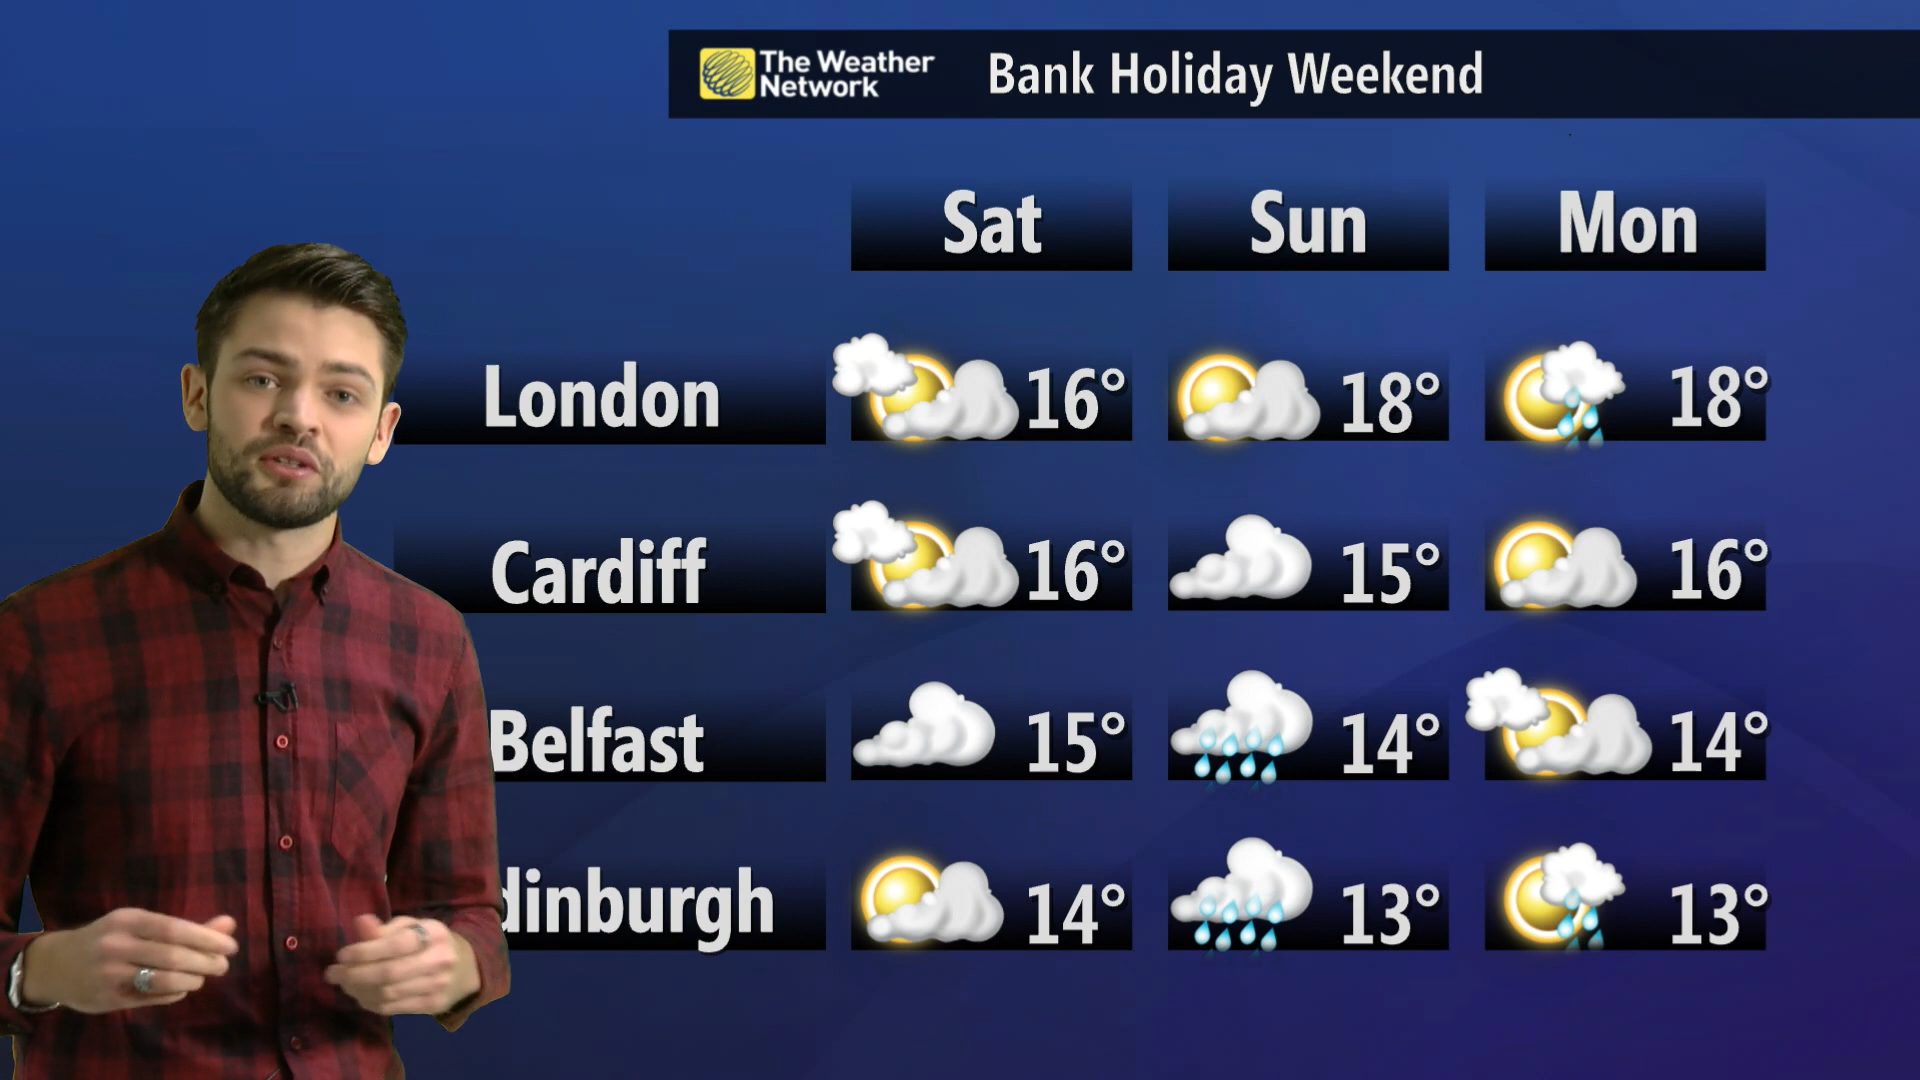 The Weather
Network
Bank Holiday Weekend
Sat Sun Mon
London 16° 18° 18°
Cardiff 16° 15° 16°
Belfast 15° 14° 14°
dinburgh 14° 13° 13°